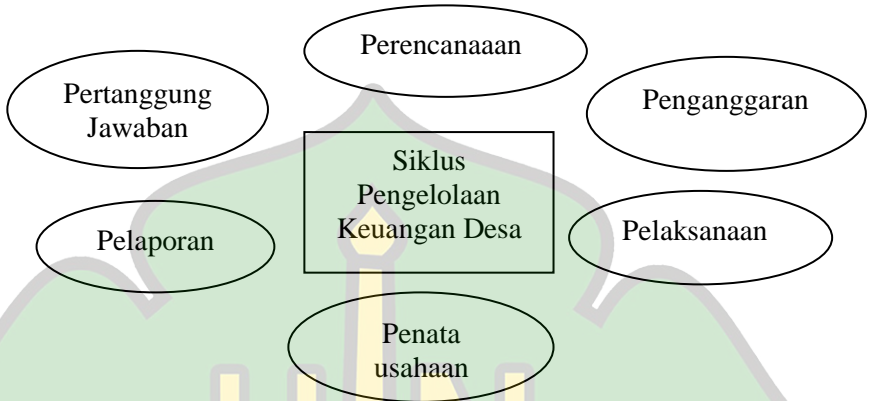 Perencanaaan
Pertanggung
Jawaban
Penganggaran
Siklus
Pengelolaan
Keuangan Desa
Pelaporan
Pelaksanaan
Penata
usahaan